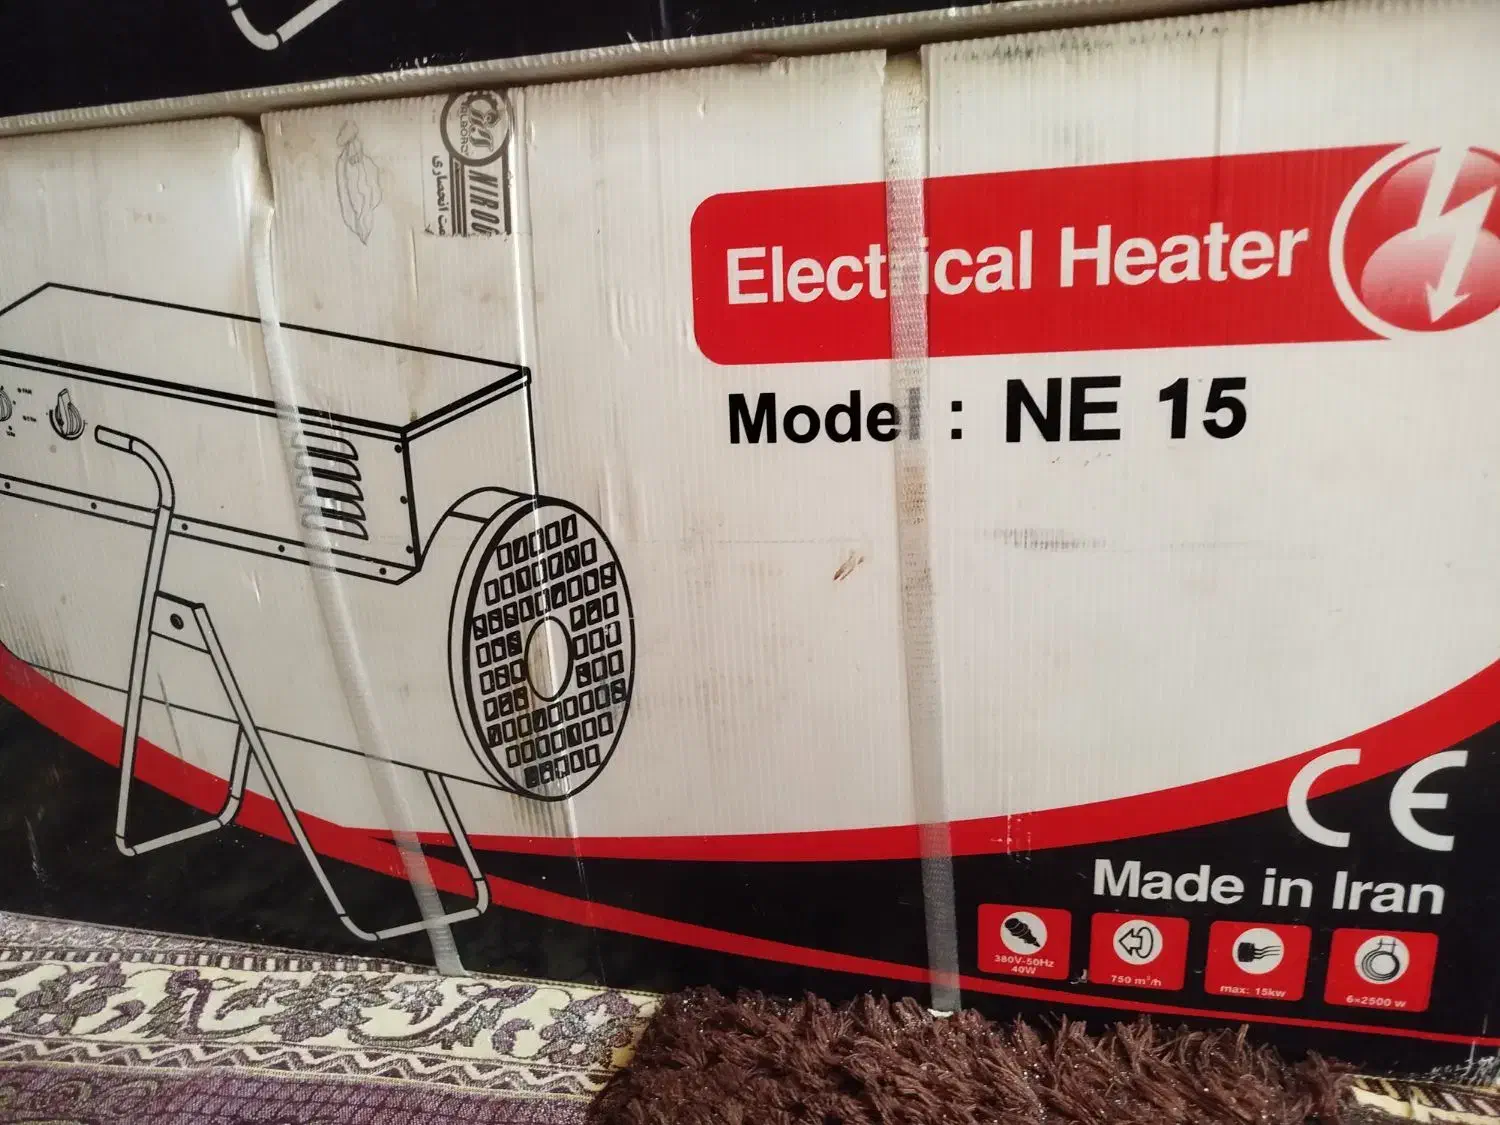 Electrical Heater
Model : NE 15
CE
Made in Iran
380V-50Hz
40W
750 m³/h
max: 15kw
6×2500 w